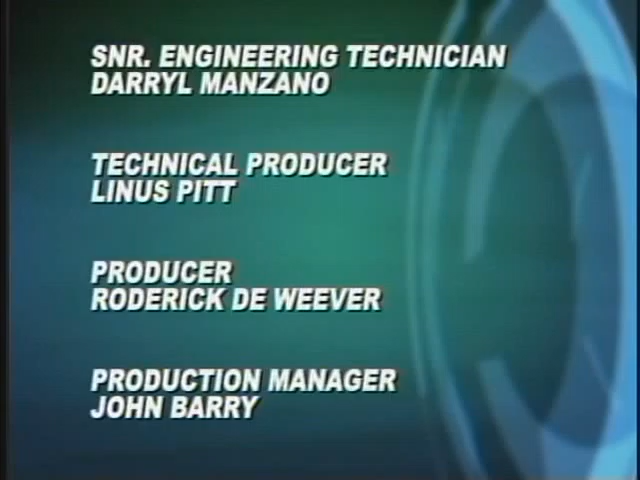 SNR. ENGINEERING TECHNICIAN
DARRYL MANZANO
TECHNICAL PRODUCER
LINUS PITT
PRODUCER
RODERICK DE WEEVER
PRODUCTION MANAGER
JOHN BARRY